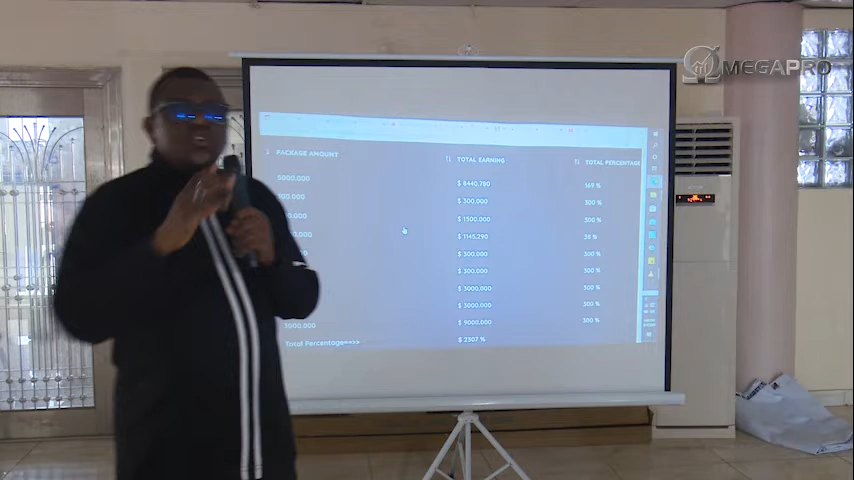 ΩMEGAPRO
PACKAGE AMOUNT TOTAL EARNING TOTAL PERCENTAGE
5000.000 $ 8440.780 169 %
$ 300.000 300 %
$ 1500.000 300 %
$ 1145.290 38 %
$ 300.000 300 %
$ 300.000 300 %
$ 3000.000 300 %
$ 3000.000 300 %
3000.000 $ 9000.000 300 %
Total Percentage==>> $ 2307 %